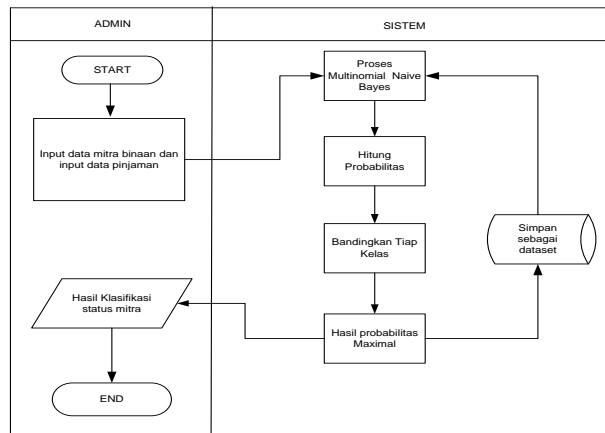 ADMIN
SISTEM
START
Input data mitra binaan dan
input data pinjaman
Proses
Multinomial Naive
Bayes
Hitung
Probabilitas
Bandingkan Tiap
Kelas
Simpan
sebagai
dataset
Hasil probabilitas
Maximal
Hasil Klasifikasi
status mitra
END